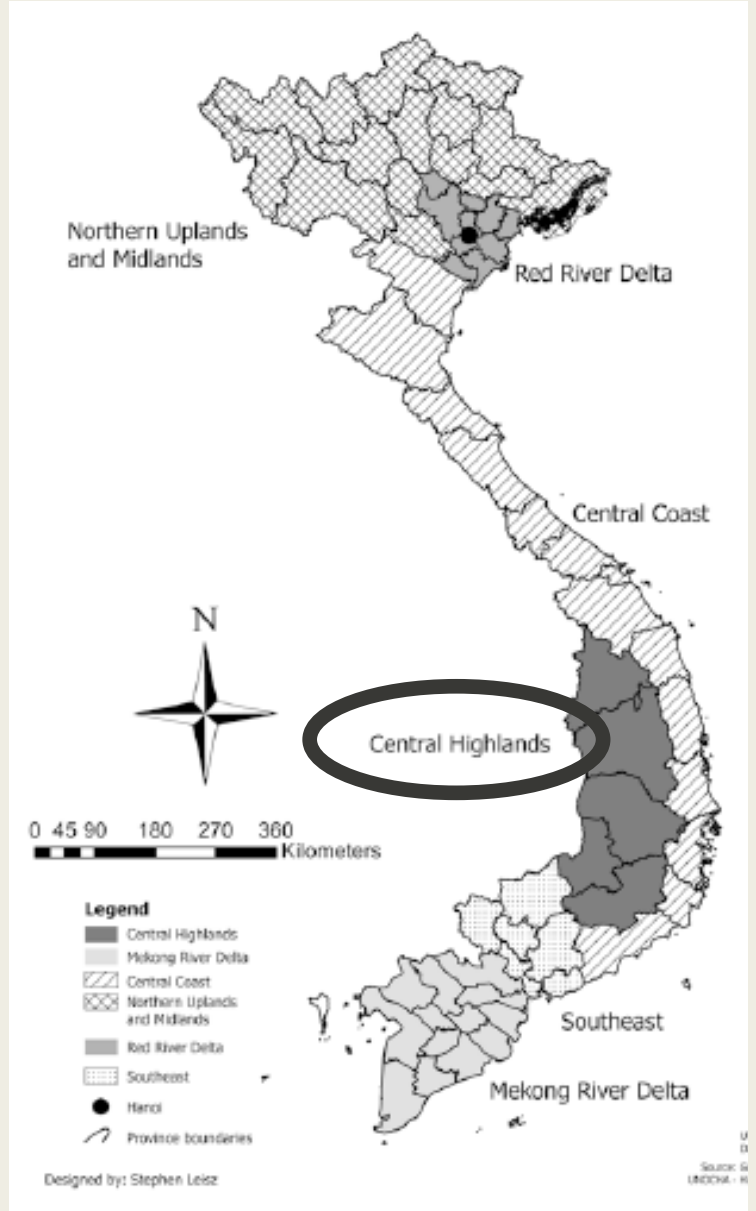 Northern Uplands
and Midlands
Red River Delta
Central Coast
N
Central Highlands
0 45 90 180 270 360
Kilometers
Legend
Central Highlands
Mekong River Delta
Central Coast
Northern Uplands
and Midlands
Red River Delta
Southeast
Hanoi
Province boundaries
Southeast
Mekong River Delta
Designed by: Stephen Leisz
Source: G
UNOCHA - H